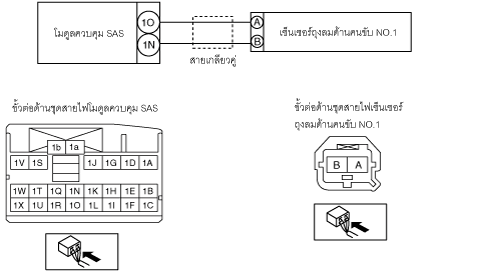 โมดูลควบคุม SAS
1O
1N
A
B
เซ็นเซอร์ถุงลมด้านคนขับ NO.1
สายเกลียวคู่
ขั้วต่อด้านชุดสายไฟโมดูลควบคุม SAS
1b 1a
1V 1S 1J 1G 1D 1A
1W 1T 1Q 1N 1K 1H 1E 1B
1X 1U 1R 1O 1L 1I 1F 1C
ขั้วต่อด้านชุดสายไฟเซ็นเซอร์
ถุงลมด้านคนขับ NO.1
B A